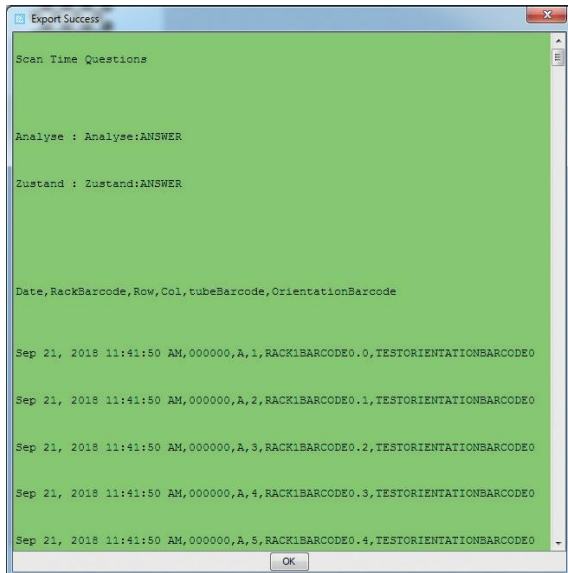 Export Success
Scan Time Questions
Analyse : Analyse:ANSWER
Zustand : Zustand:ANSWER
Date,RackBarcode,Row,Col,tubeBarcode,OrientationBarcode
Sep 21, 2018 11:41:50 AM,000000,A,1,RACK1BARCODE0.0,TESTORIENTATIONBARCODE0
Sep 21, 2018 11:41:50 AM,000000,A,2,RACK1BARCODE0.1,TESTORIENTATIONBARCODE0
Sep 21, 2018 11:41:50 AM,000000,A,3,RACK1BARCODE0.2,TESTORIENTATIONBARCODE0
Sep 21, 2018 11:41:50 AM,000000,A,4,RACK1BARCODE0.3,TESTORIENTATIONBARCODE0
Sep 21, 2018 11:41:50 AM,000000,A,5,RACK1BARCODE0.4,TESTORIENTATIONBARCODE0
OK